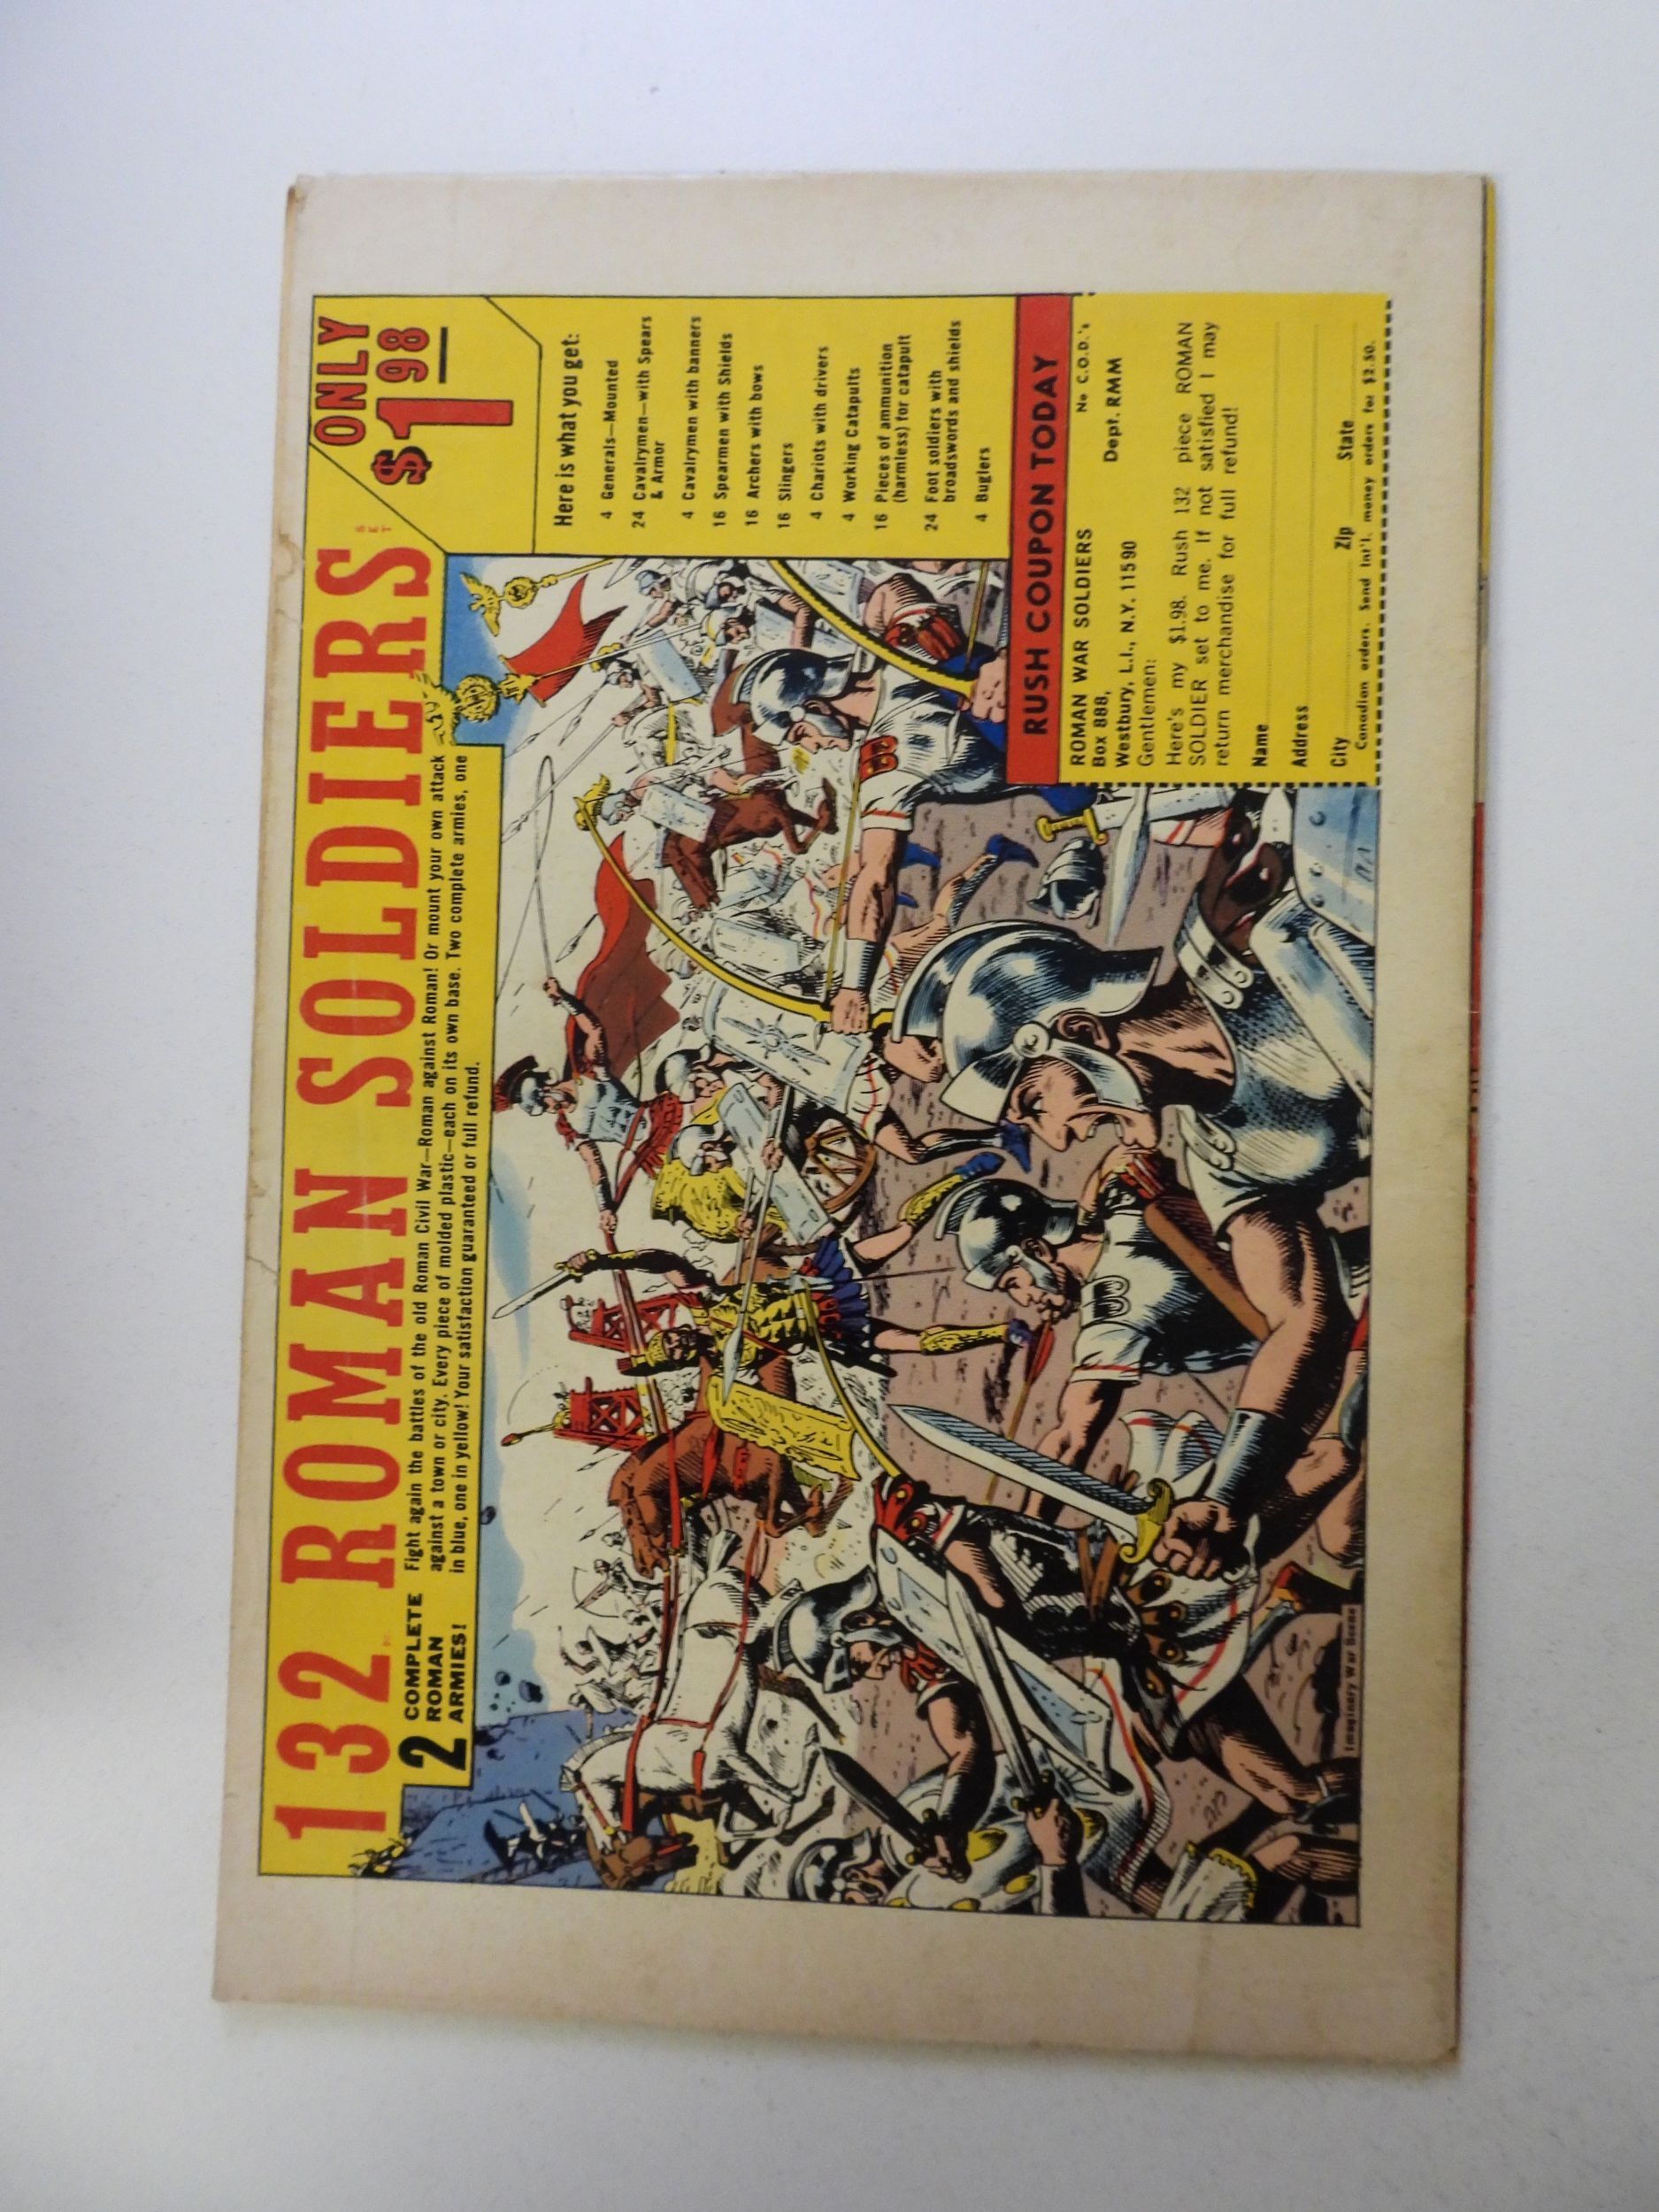 132 PC. ROMAN SOLDIERS SET
ONLY
$1 98
2 COMPLETE
ROMAN
ARMIES!
Fight again the battles of the old Roman Civil War—Roman against Roman! Or mount your own attack
against a town or city. Every piece of molded plastic—each on its own base. Two complete armies, one
in blue, one in yellow! Your satisfaction guaranteed or full refund.
Here is what you get:
4 Generals—Mounted
24 Cavalrymen—with Spears
& Armor
4 Cavalrymen with banners
16 Spearmen with Shields
16 Archers with bows
16 Slingers
4 Chariots with drivers
4 Working Catapults
16 Pieces of ammunition
(harmless) for catapult
24 Foot soldiers with
broadswords and shields
4 Buglers
RUSH COUPON TODAY
No C.O.D.'s
ROMAN WAR SOLDIERS
Box 888, Dept. RMM
Westbury, L.I., N.Y. 11590
Gentlemen:
Here's my $1.98. Rush 132 piece ROMAN
SOLDIER set to me. If not satisfied I may
return merchandise for full refund!
Name
Address
City Zip State
Canadian orders. Send Int'l. money orders for $2.50.
Imaginary War Scene